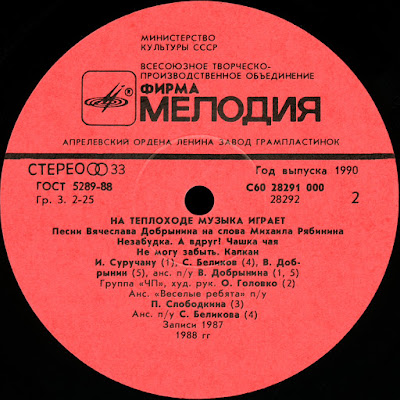 МИНИСТЕРСТВО
КУЛЬТУРЫ СССР
ВСЕСОЮЗНОЕ ТВОРЧЕСКО-
ПРОИЗВОДСТВЕННОЕ ОБЪЕДИНЕНИЕ
®
ФИРМА
МЕЛОДИЯ
АПРЕЛЕВСКИЙ ОРДЕНА ЛЕНИНА ЗАВОД ГРАМПЛАСТИНОК
СТЕРЕО 33
Год выпуска 1990
ГОСТ 5289-88
С60 28291 000
Гр. 3. 2-25
28292
2
НА ТЕПЛОХОДЕ МУЗЫКА ИГРАЕТ
Песни Вячеслава Добрынина на слова Михаила Рябинина
Незабудка. А вдруг! Чашка чая
Не могу забыть. Капкан
И. Суручану (1), С. Беликов (4), В. Доб-
рынин (5), анс. п/у В. Добрынина (1, 5)
Группа «ЧП», худ. рук. О. Головко (2)
Анс. «Веселые ребята» п/у
П. Слободкина (3)
Анс. п/у С. Беликова (4)
Записи 1987
1988 гг